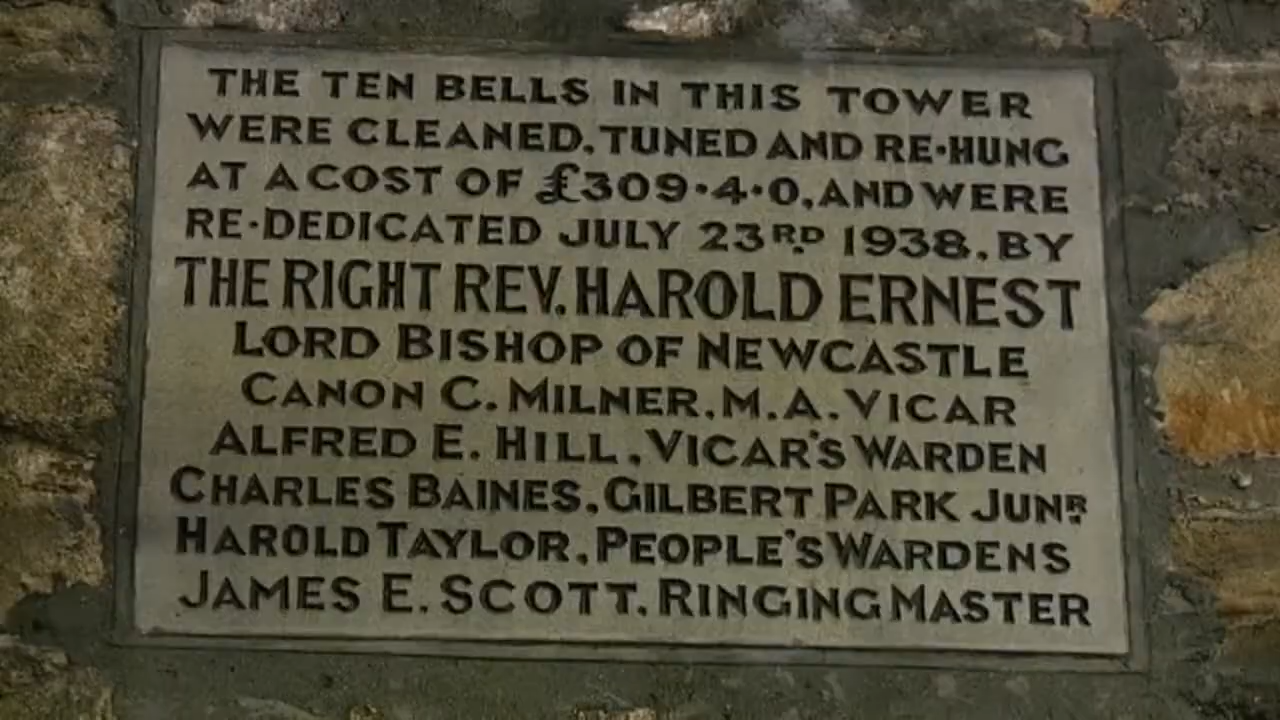 THE TEN BELLS IN THIS TOWER
WERE CLEANED, TUNED AND RE-HUNG
AT A COST OF £309·4·0, AND WERE
RE-DEDICATED JULY 23RD 1938, BY
THE RIGHT REV. HAROLD ERNEST
LORD BISHOP OF NEWCASTLE
CANON C. MILNER, M.A. VICAR
ALFRED E. HILL, VICAR'S WARDEN
CHARLES BAINES, GILBERT PARK JUNR
HAROLD TAYLOR, PEOPLE'S WARDENS
JAMES E. SCOTT, RINGING MASTER